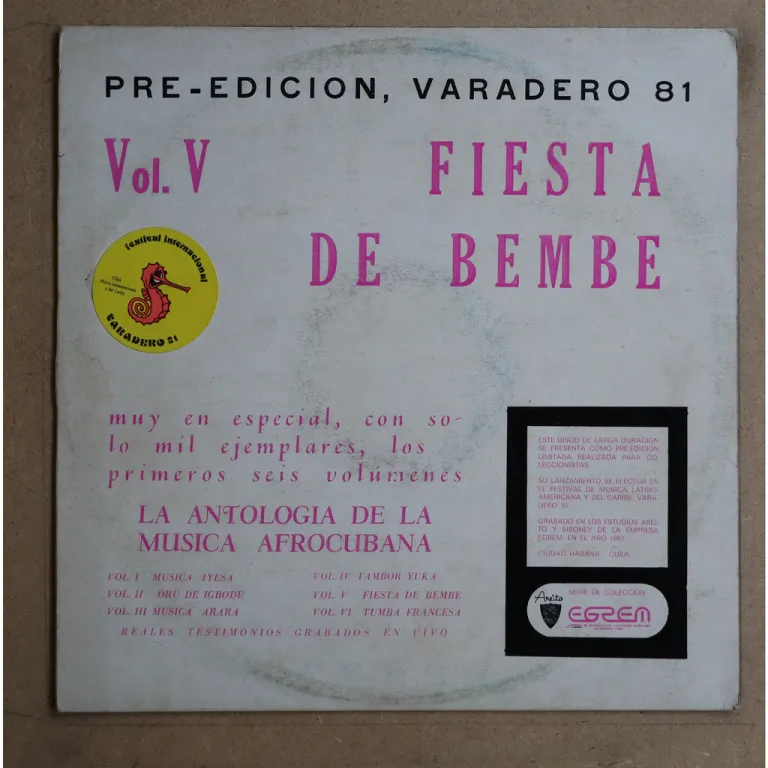 PRE-EDICION, VARADERO 81
Vol. V
FIESTA
DE BEMBE
festival internacional
CUBA
VARADERO 81
muy en especial, con so-
lo mil ejemplares, los
primeros seis volúmenes
LA ANTOLOGIA DE LA
MUSICA AFROCUBANA
VOL. I MUSICA IYESA
VOL. II ORU DE IGBODU
VOL. III MUSICA ARARA
VOL. IV TAMBOR YUKA
VOL. V FIESTA DE BEMBE
VOL. VI TUMBA FRANCESA
REALES TESTIMONIOS GRABADOS EN VIVO
ESTE DISCO DE LARGA DURACION
SE PRESENTA COMO PRE-EDICION
LIMITADA REALIZADA PARA CO-
LECCIONISTAS
SU LANZAMIENTO SE EFECTUA EN
EL FESTIVAL DE MUSICA LATINO-
AMERICANA Y DEL CARIBE VARA-
DERO 81
GRABADO EN LOS ESTUDIOS AREI-
TO Y SIBONEY DE LA EMPRESA
EGREM, EN EL AÑO 1981
CIUDAD HABANA CUBA
SERIE DE COLECCION
Areito
EGREM